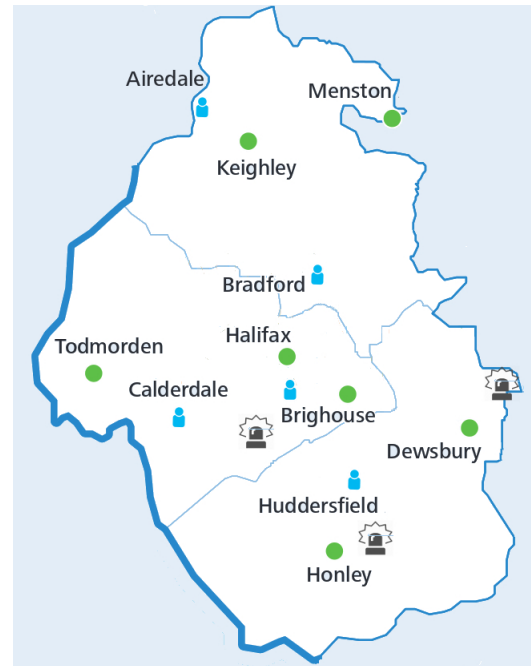 Airedale
Menston
Keighley
Bradford
Halifax
Todmorden
Calderdale
Brighouse
Dewsbury
Huddersfield
Honley